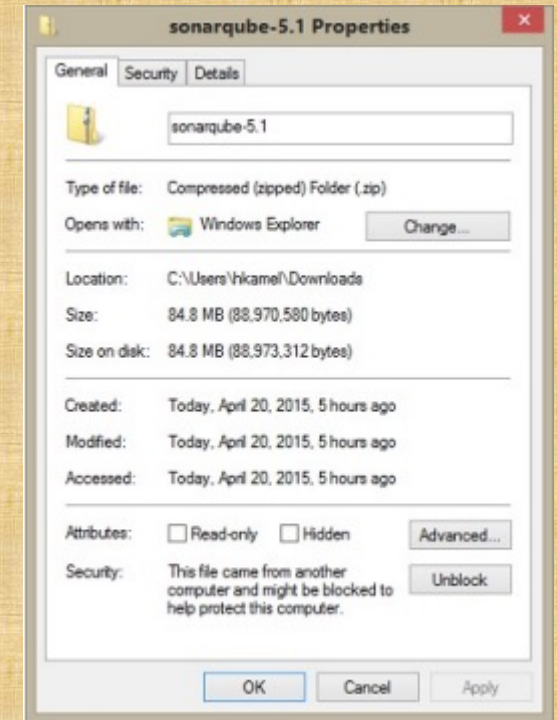 sonarqube-5.1 Properties
General Security Details
sonarqube-5.1
Type of file: Compressed (zipped) Folder (.zip)
Opens with: Windows Explorer Change...
Location: C:\Users\hkamel\Downloads
Size: 84.8 MB (88,970,580 bytes)
Size on disk: 84.8 MB (88,973,312 bytes)
Created: Today, April 20, 2015, 5 hours ago
Modified: Today, April 20, 2015, 5 hours ago
Accessed: Today, April 20, 2015, 5 hours ago
Attributes: Read-only Hidden Advanced...
Security: This file came from another
computer and might be blocked to
help protect this computer.
Unblock
OK Cancel Apply